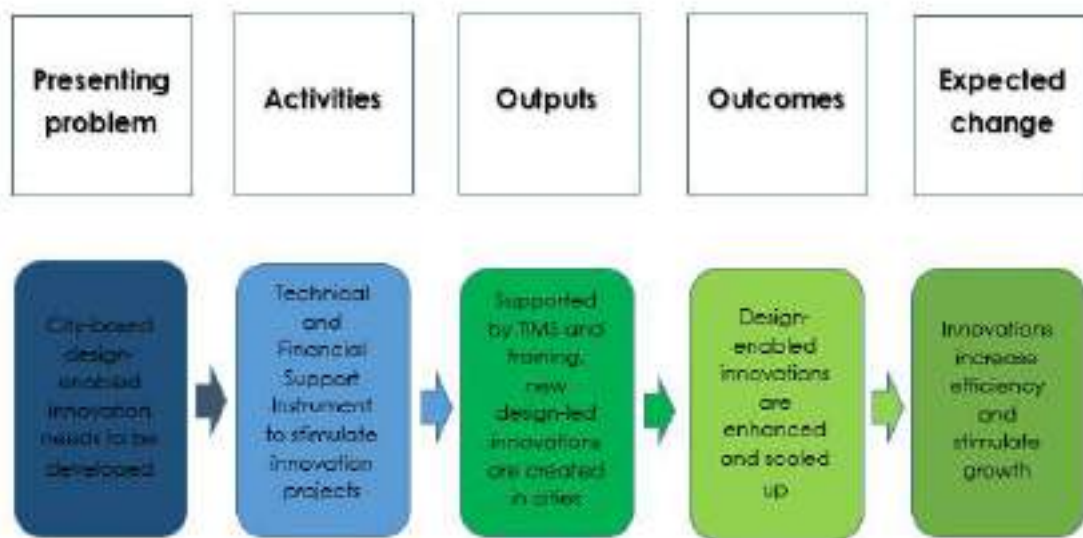 Presenting
problem
Activities
Outputs
Outcomes
Expected
change
City-based
design-
enabled
innovation
needs to be
developed
Technical
and
Financial
Support
Instrument
to stimulate
innovation
projects
Supported
by TIMS and
training,
new
design-led
innovations
are created
in cities
Design-
enabled
innovations
are
enhanced
and scaled
up
Innovations
increase
efficiency
and
stimulate
growth